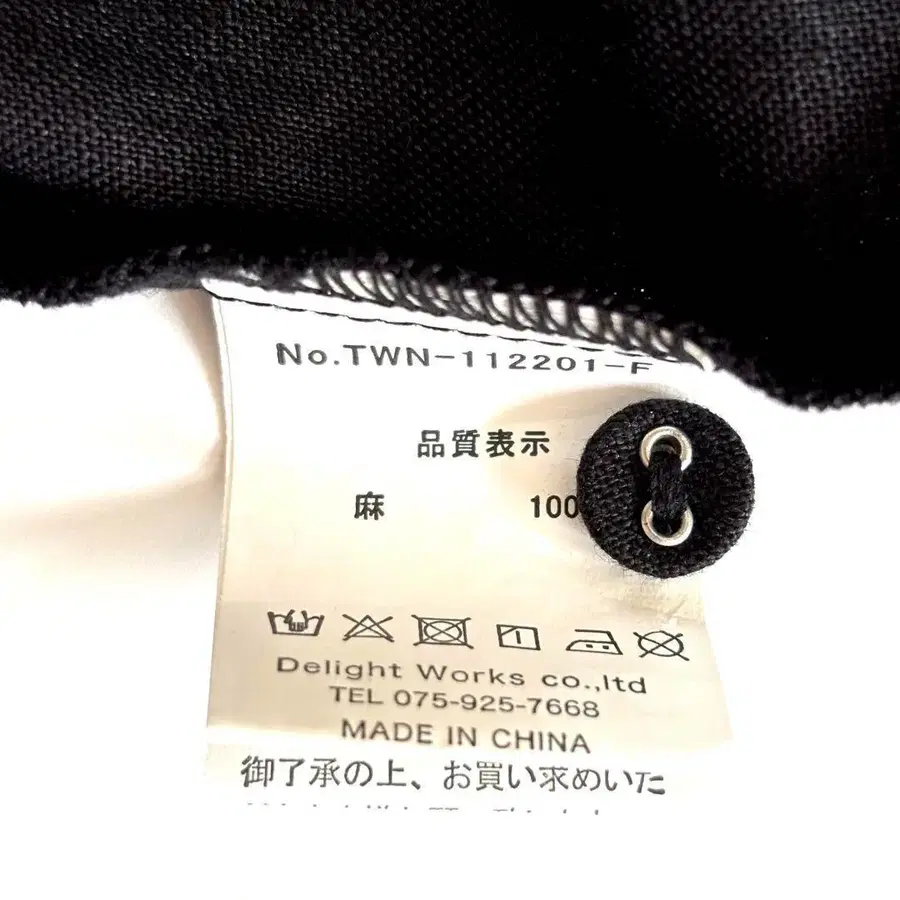 No.TWN-112201-F
品質表示
麻 100
Delight Works co.,ltd
TEL 075-925-7668
MADE IN CHINA
御了承の上、お買い求めいた